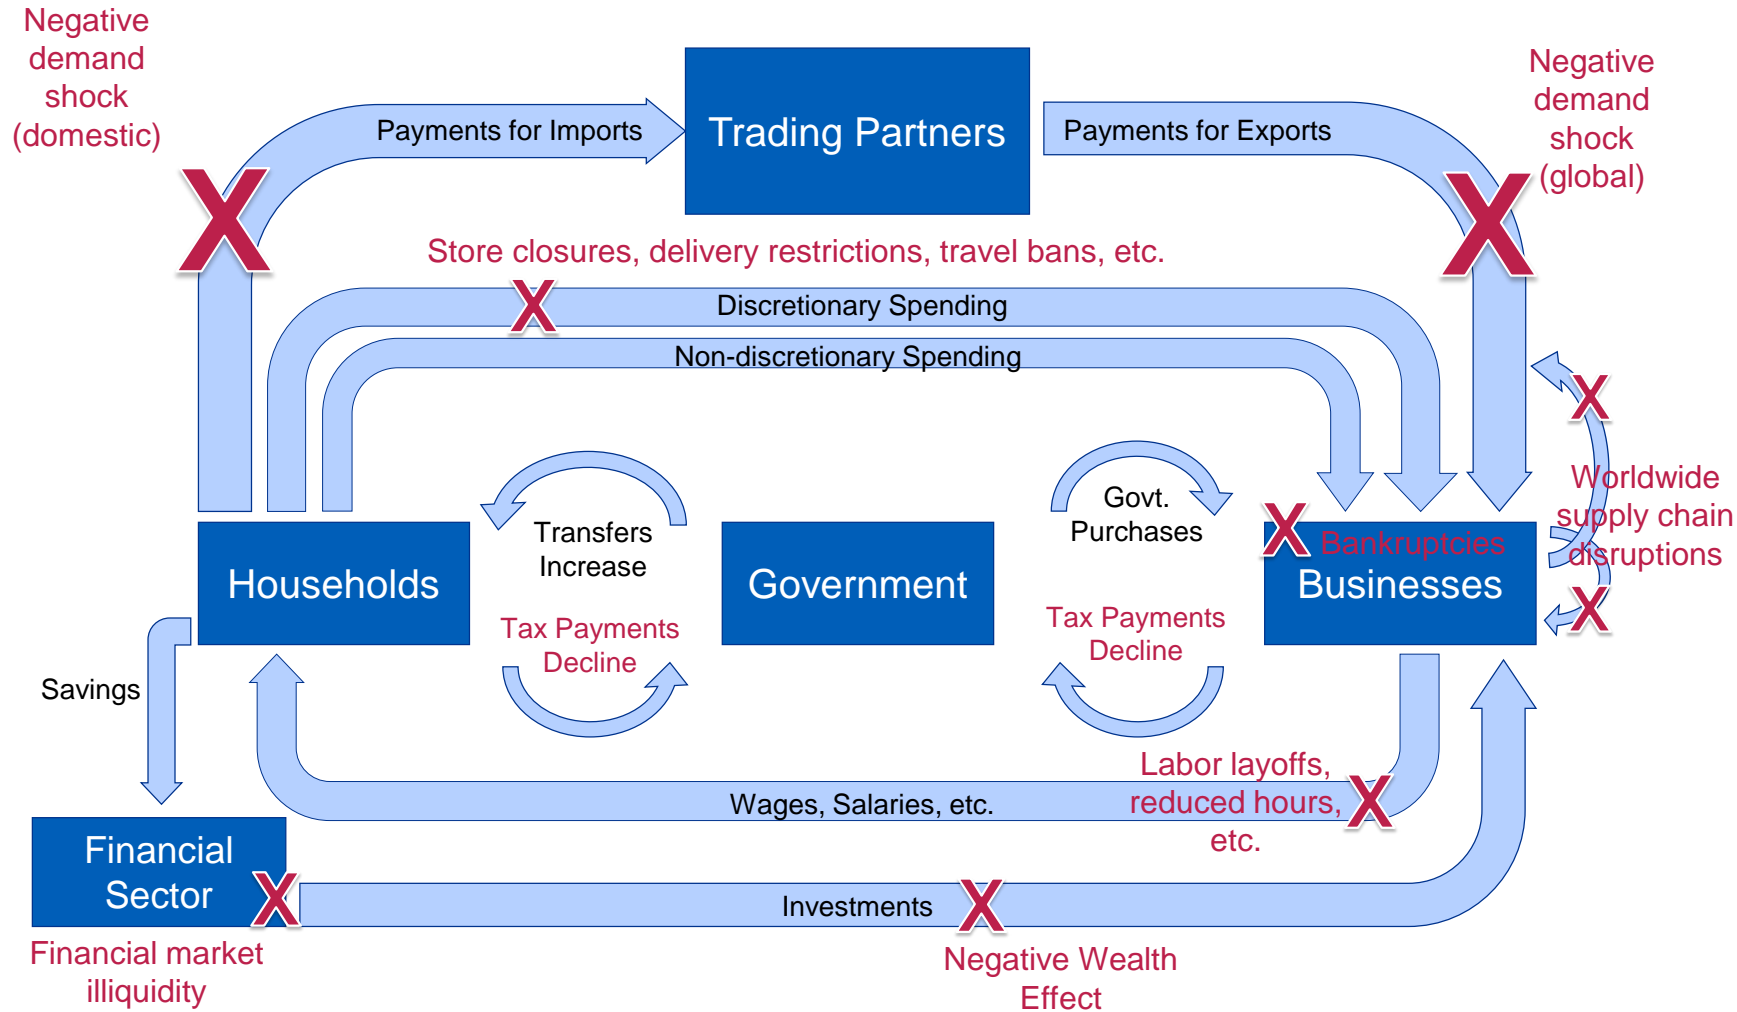 Negative
demand
shock
(domestic)
Payments for Imports
Trading Partners
Payments for Exports
Negative
demand
shock
(global)
Store closures, delivery restrictions, travel bans, etc.
Discretionary Spending
Non-discretionary Spending
Households
Transfers
Increase
Tax Payments
Decline
Government
Govt.
Purchases
Tax Payments
Decline
Bankruptcies
Businesses
Worldwide
supply chain
disruptions
Savings
Wages, Salaries, etc.
Labor layoffs,
reduced hours,
etc.
Financial
Sector
Investments
Financial market
illiquidity
Negative Wealth
Effect